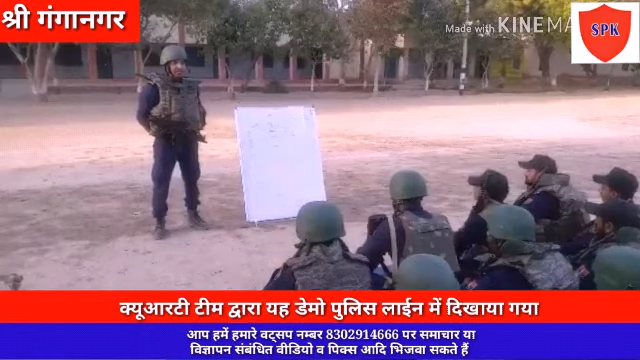 श्री गंगानगर
Made with KINEMASTER
SPK
क्यूआरटी टीम द्वारा यह डेमो पुलिस लाईन में दिखाया गया
आप हमें हमारे वट्सप नम्बर 8302914666 पर समाचार या
विज्ञापन संबंधित वीडियो व पिक्स आदि भिजवा सकते हैं